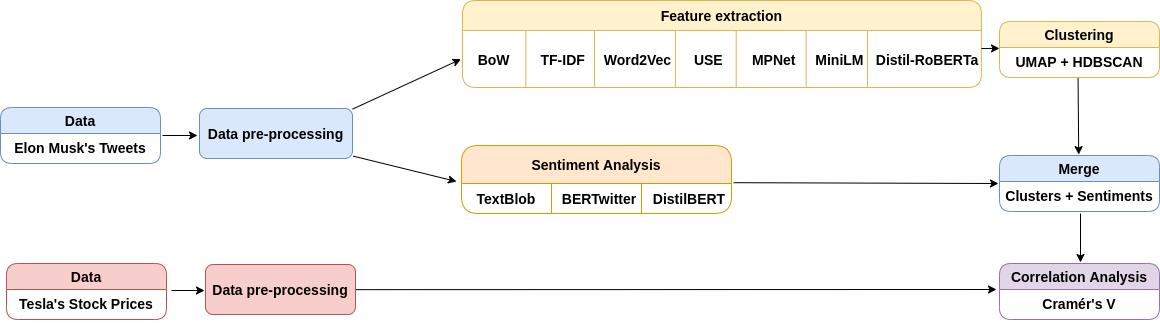 Feature extraction
BoW TF-IDF Word2Vec USE MPNet MiniLM Distil-RoBERTa
Clustering
UMAP + HDBSCAN
Data
Elon Musk's Tweets
Data pre-processing
Sentiment Analysis
TextBlob BERTwitter DistilBERT
Merge
Clusters + Sentiments
Data
Tesla's Stock Prices
Data pre-processing
Correlation Analysis
Cramér's V